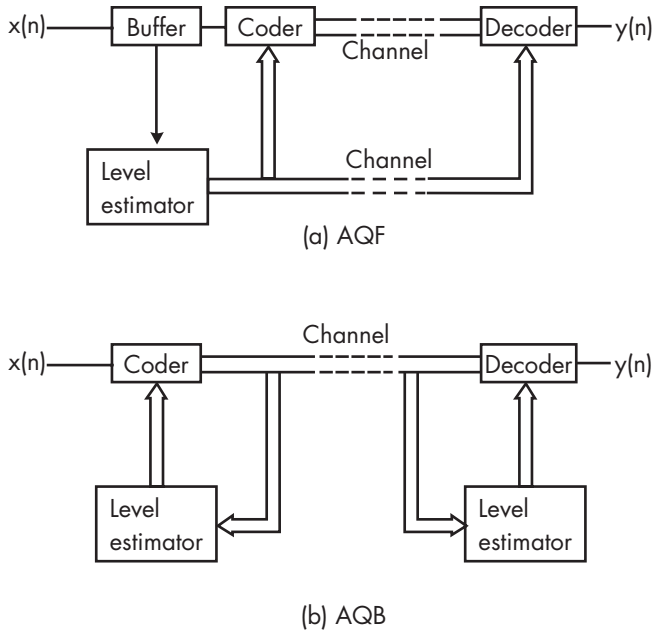 x(n) Buffer Coder Decoder y(n)
Channel
Channel
Level
estimator
(a) AQF
Channel
x(n) Coder Decoder y(n)
Level Level
estimator estimator
(b) AQB